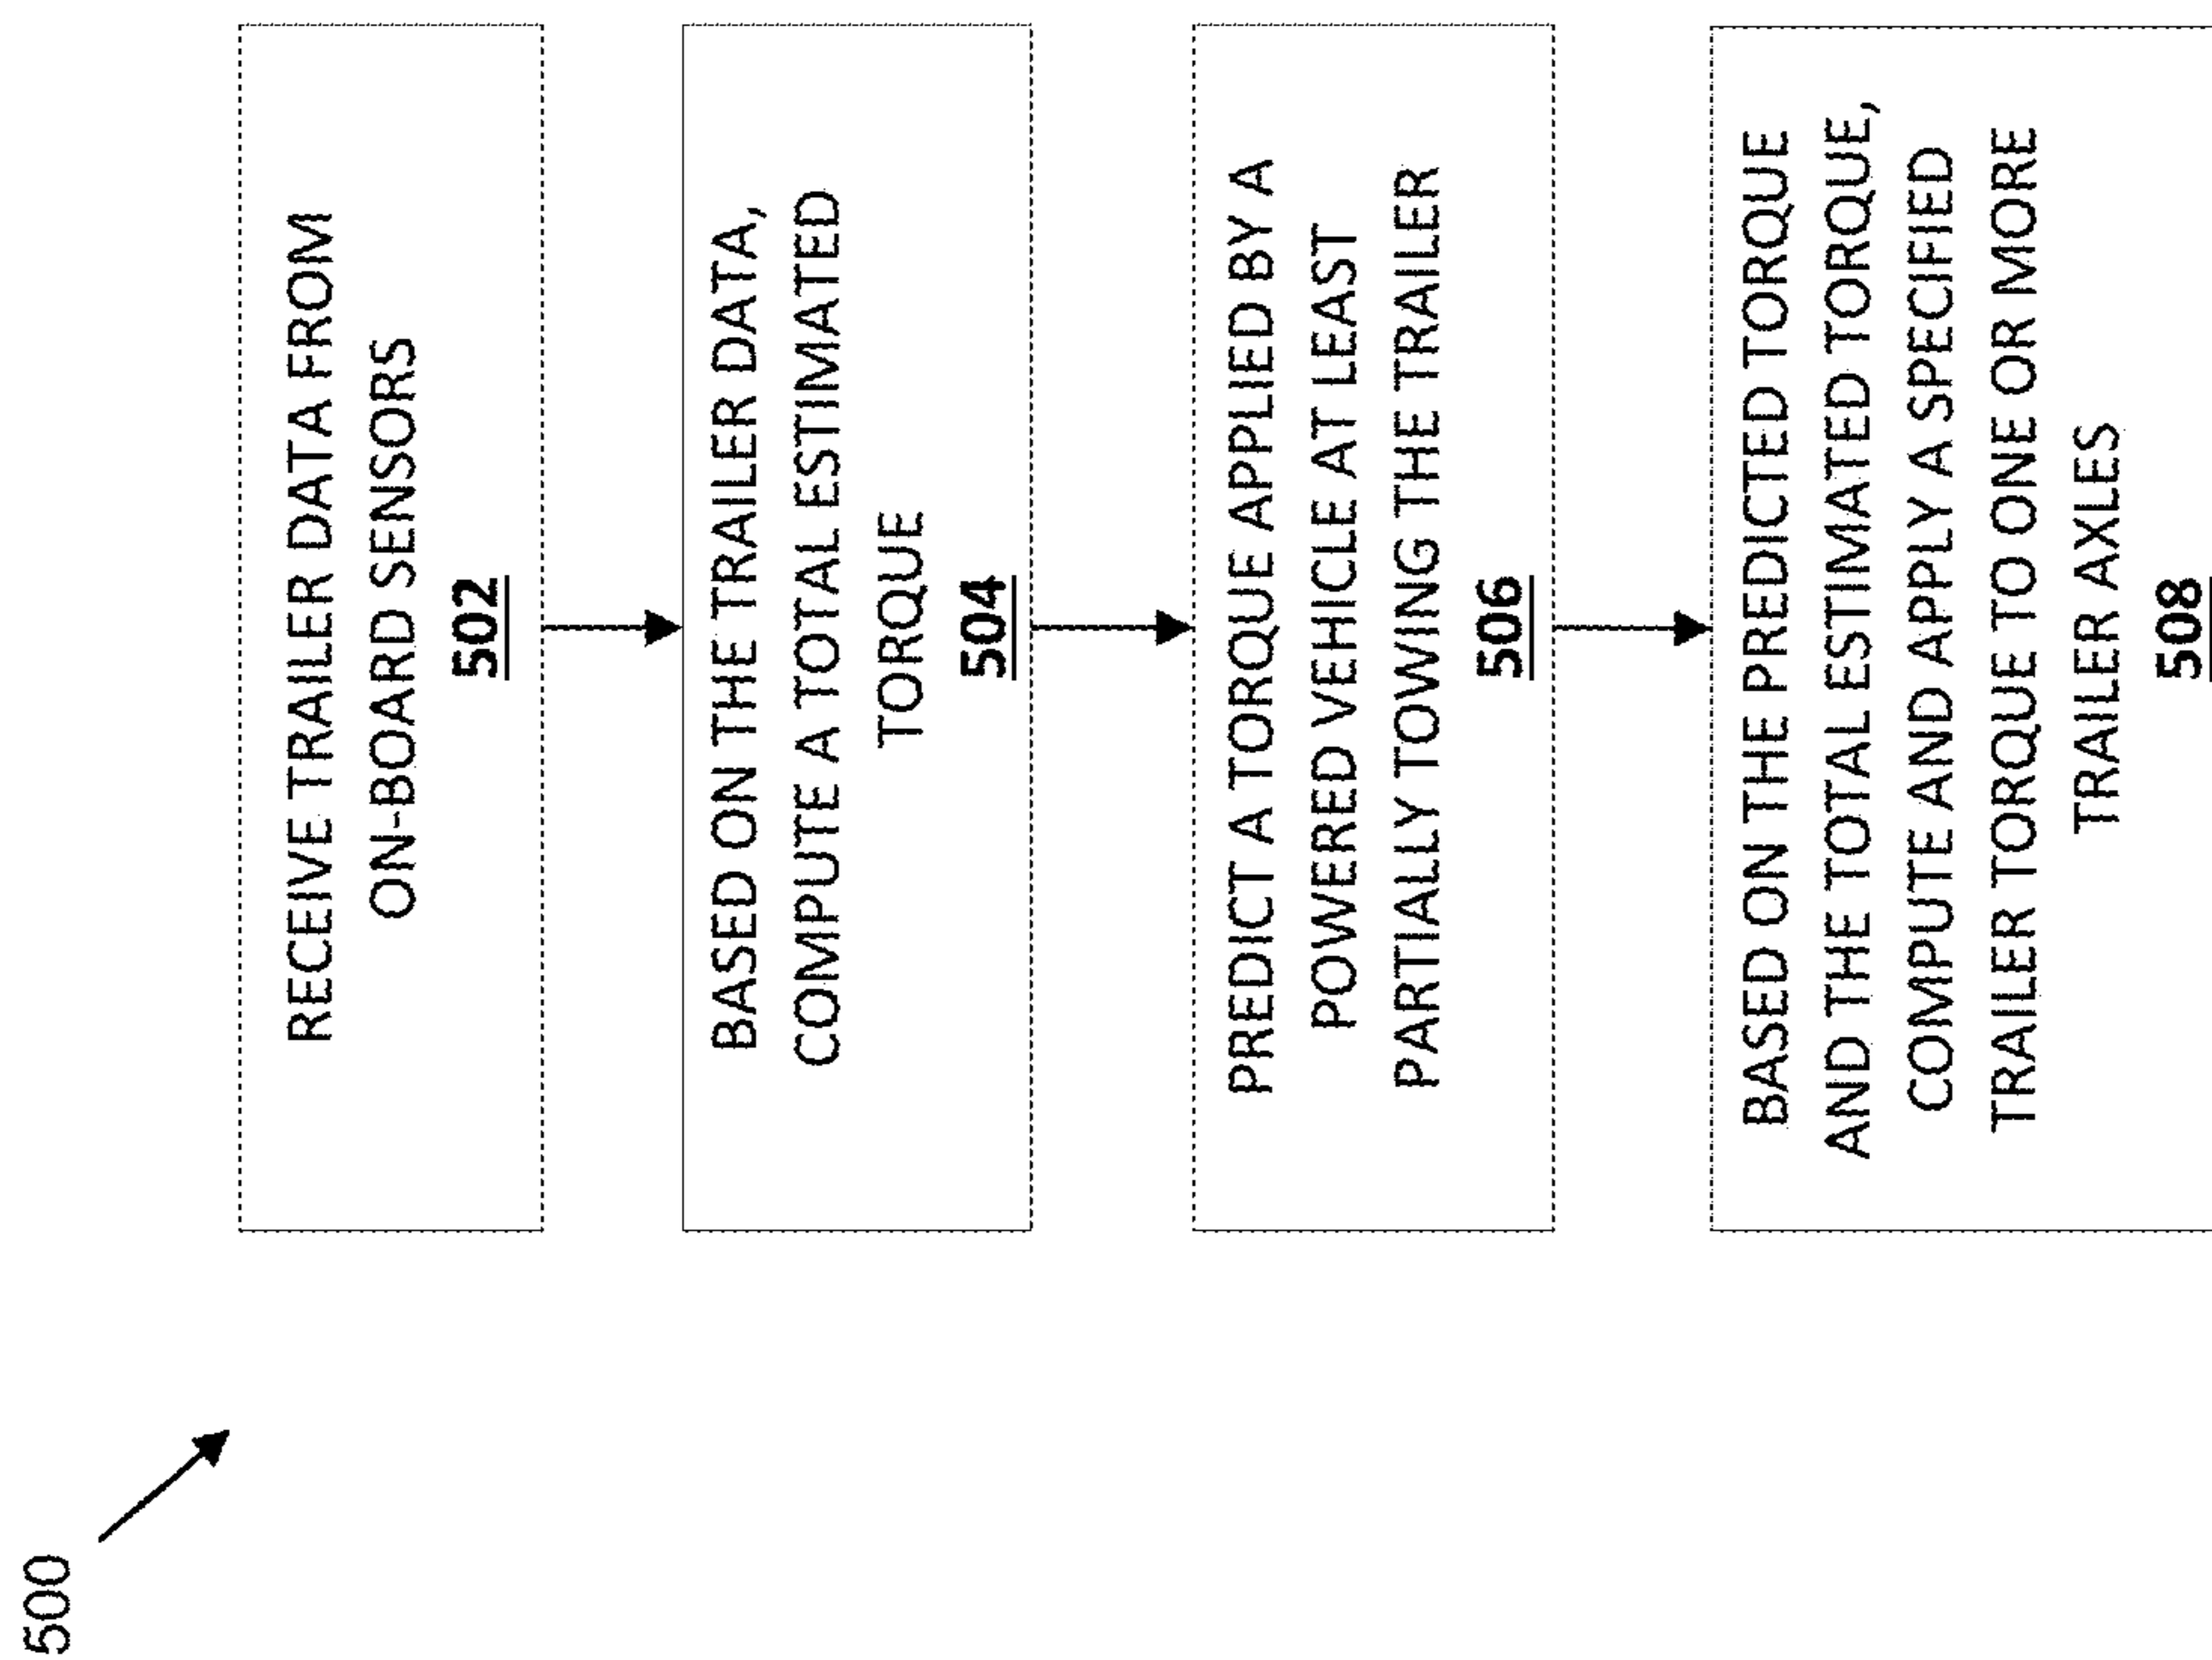 500
RECEIVE TRAILER DATA FROM
ON-BOARD SENSORS
502
BASED ON THE TRAILER DATA,
COMPUTE A TOTAL ESTIMATED
TORQUE
504
PREDICT A TORQUE APPLIED BY A
POWERED VEHICLE AT LEAST
PARTIALLY TOWING THE TRAILER
506
BASED ON THE PREDICTED TORQUE
AND THE TOTAL ESTIMATED TORQUE,
COMPUTE AND APPLY A SPECIFIED
TRAILER TORQUE TO ONE OR MORE
TRAILER AXLES
508